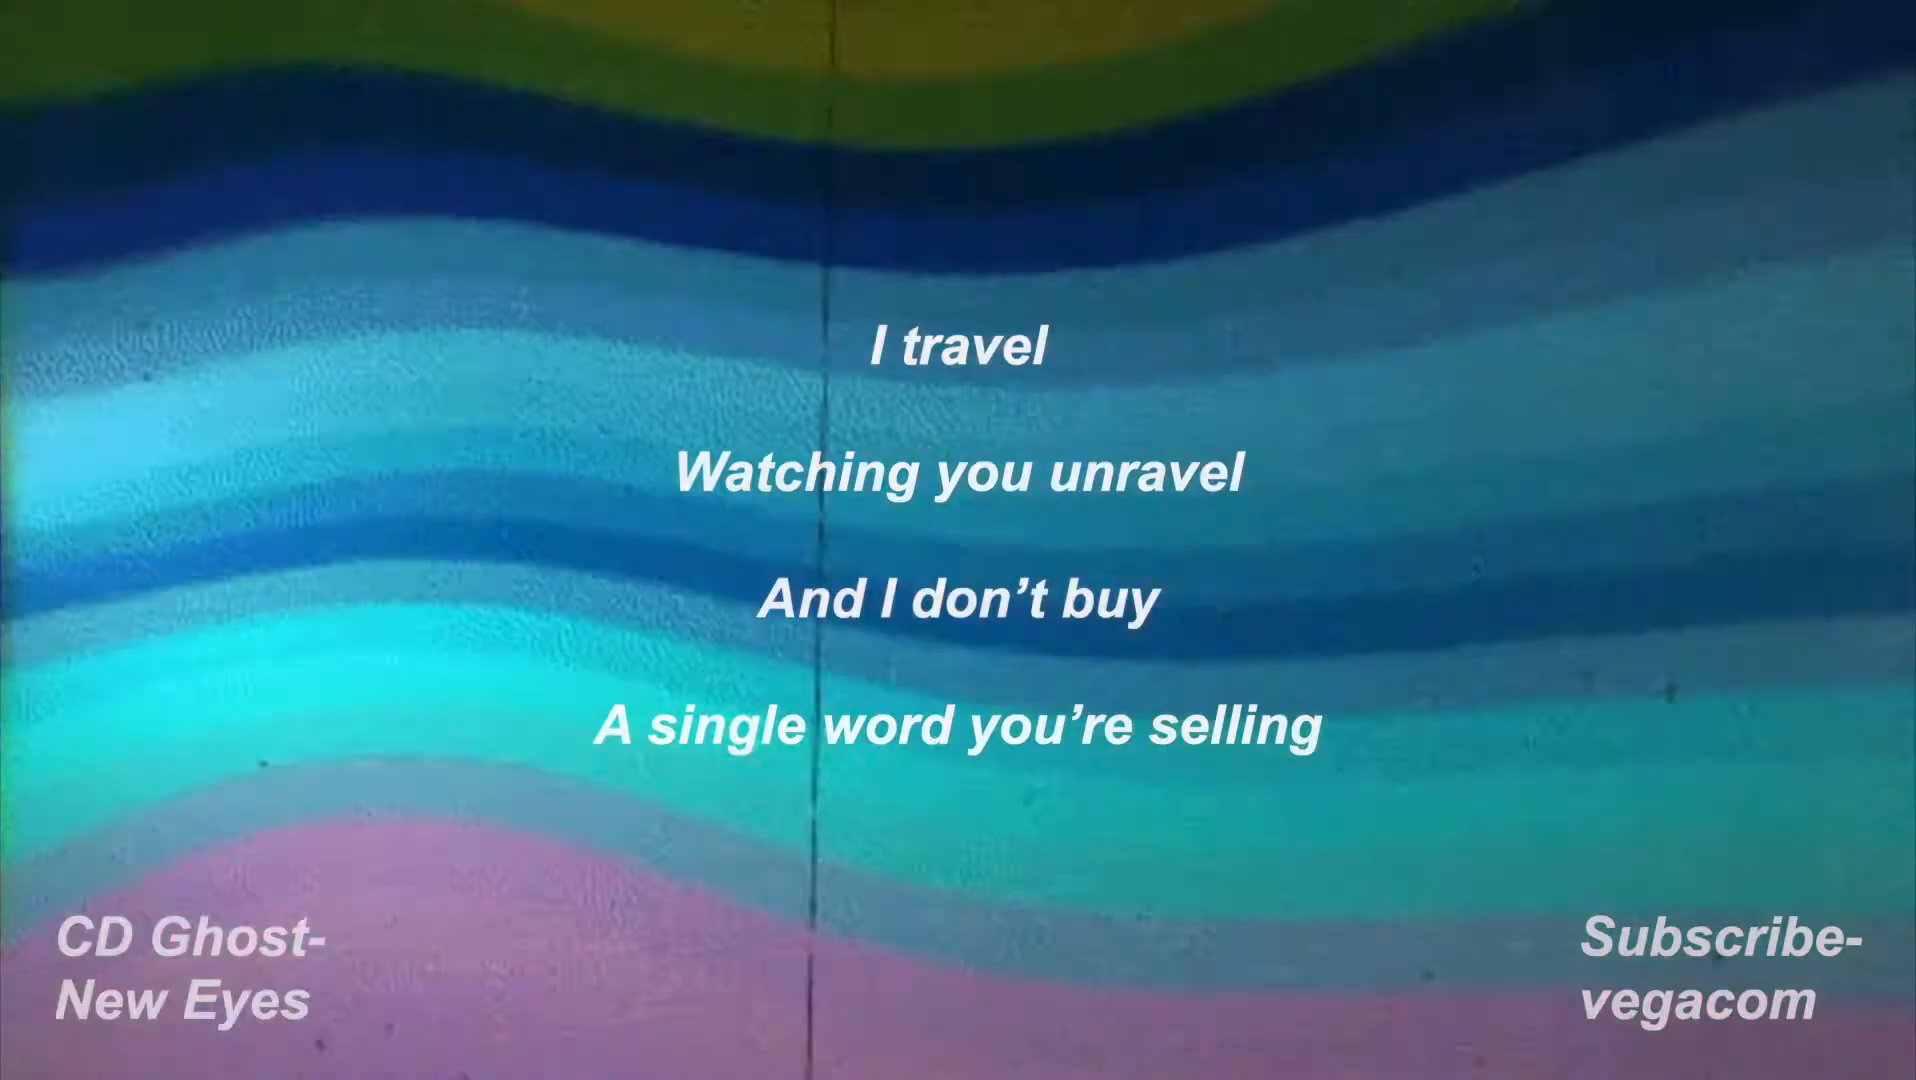 I travel
Watching you unravel
And I don’t buy
A single word you’re selling
CD Ghost-
New Eyes
Subscribe-
vegacom